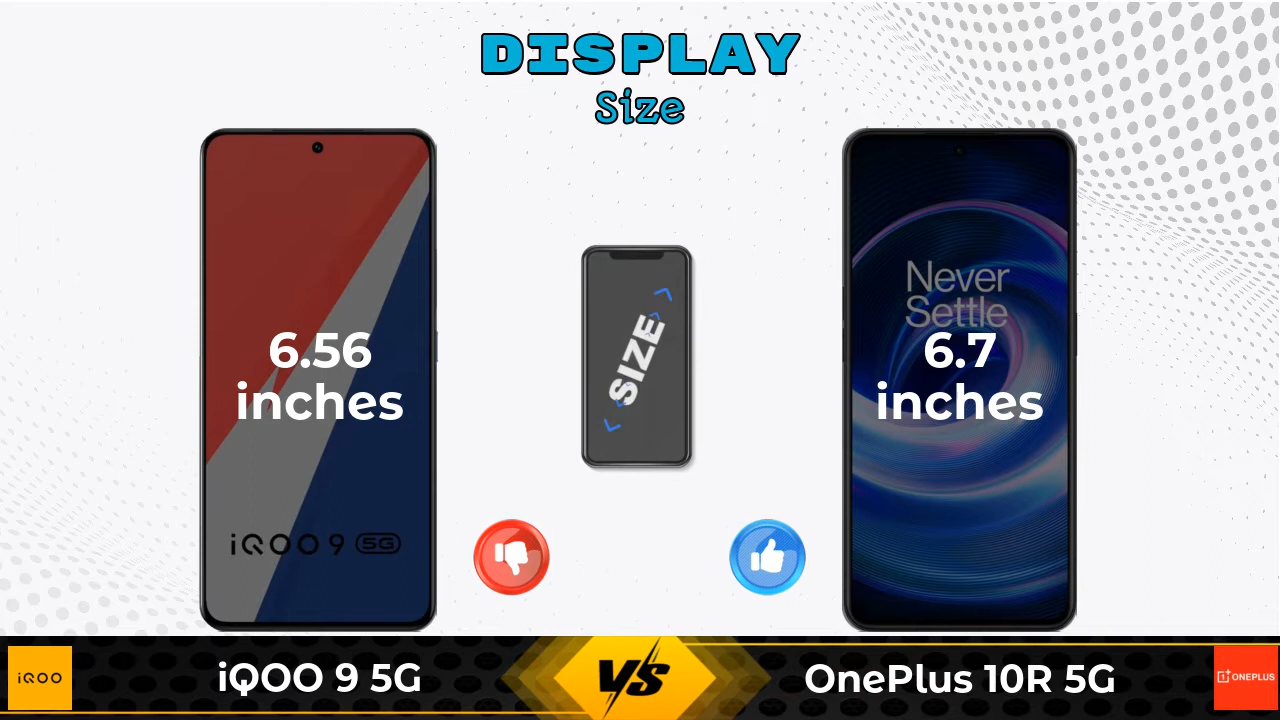 DISPLAY
Size
Never
Settle
6.56
inches
SIZE
6.7
inches
iQOO 9 5G
iQOO
iQOO 9 5G
VS
OnePlus 10R 5G
1+ ONEPLUS